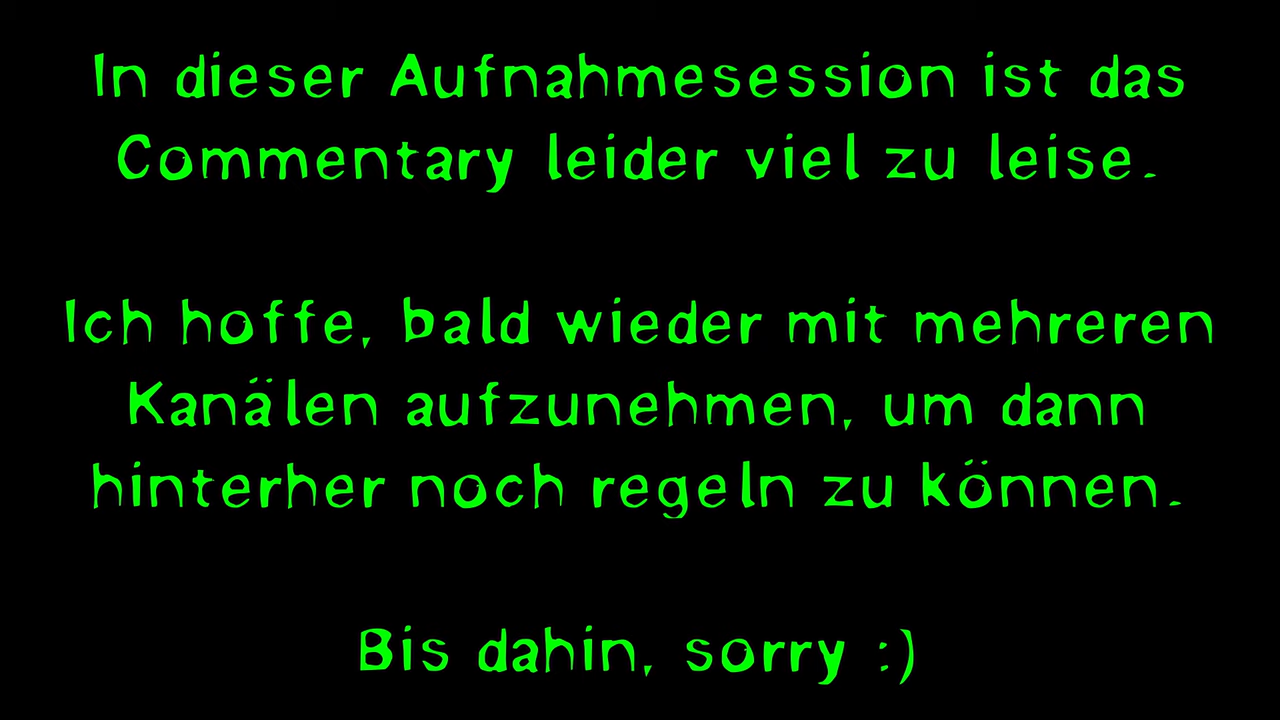 In dieser Aufnahmesession ist das
Commentary leider viel zu leise.
Ich hoffe, bald wieder mit mehreren
Kanälen aufzunehmen, um dann
hinterher noch regeln zu können.
Bis dahin, sorry :)